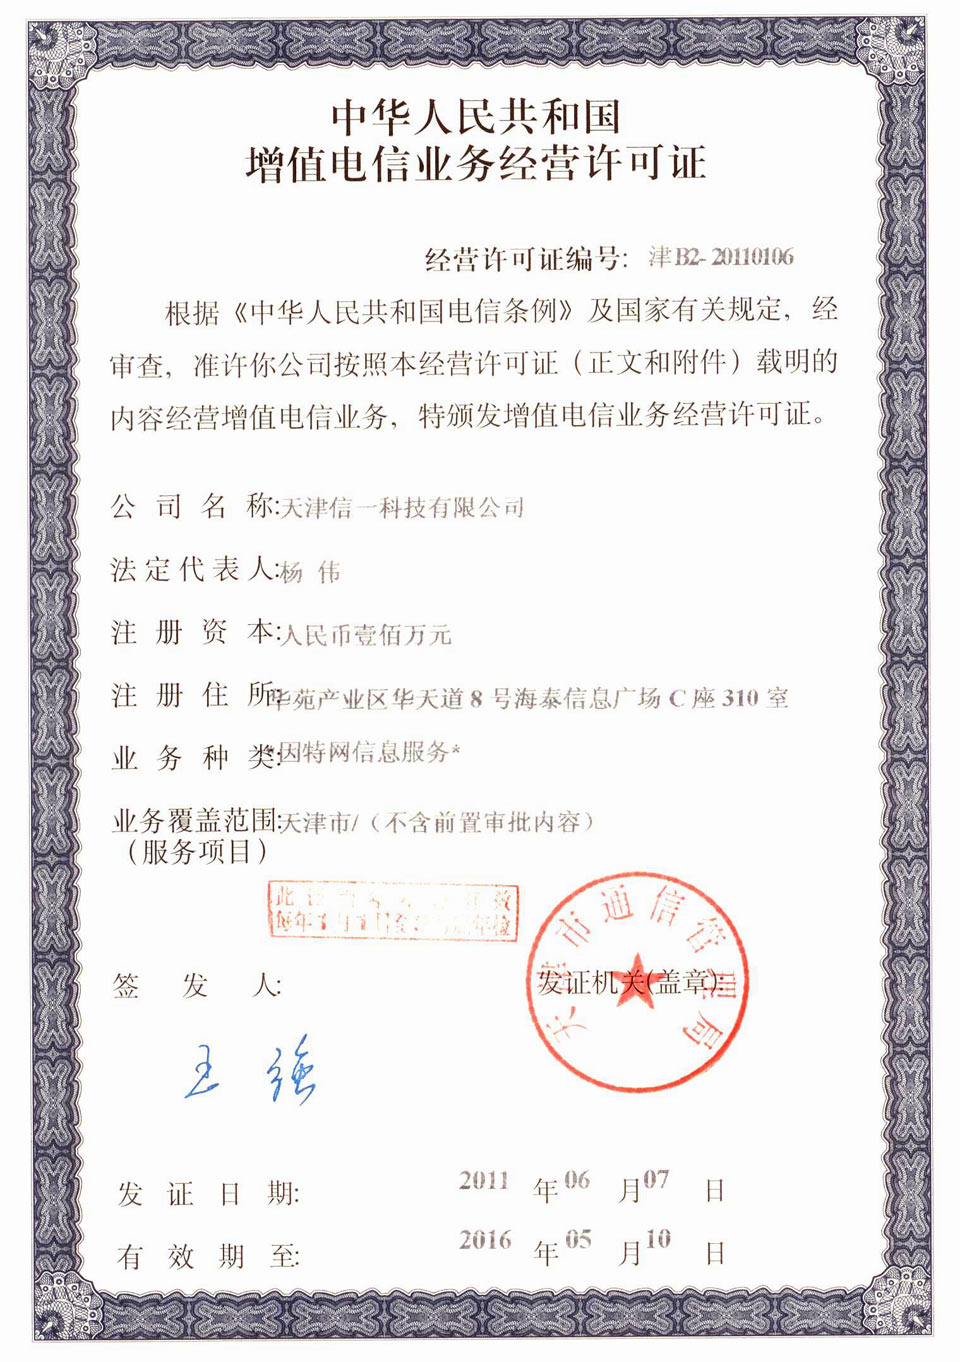 中华人民共和国
增值电信业务经营许可证
经营许可证编号：津B2-20110106
根据《中华人民共和国电信条例》及国家有关规定，经
审查，准许你公司按照本经营许可证（正文和附件）载明的
内容经营增值电信业务，特颁发增值电信业务经营许可证。
公司名称:天津信一科技有限公司
法定代表人:杨 伟
注册资本:人民币壹佰万元
注册住所:华苑产业区华天道8号海泰信息广场C座310室
业务种类:*因特网信息服务*
业务覆盖范围:天津市/（不含前置审批内容）
（服务项目）
天津市通信管理局
签发人:
发证机关(盖章):
王强
发证日期: 2011年06月07日
有效期至: 2016年05月10日